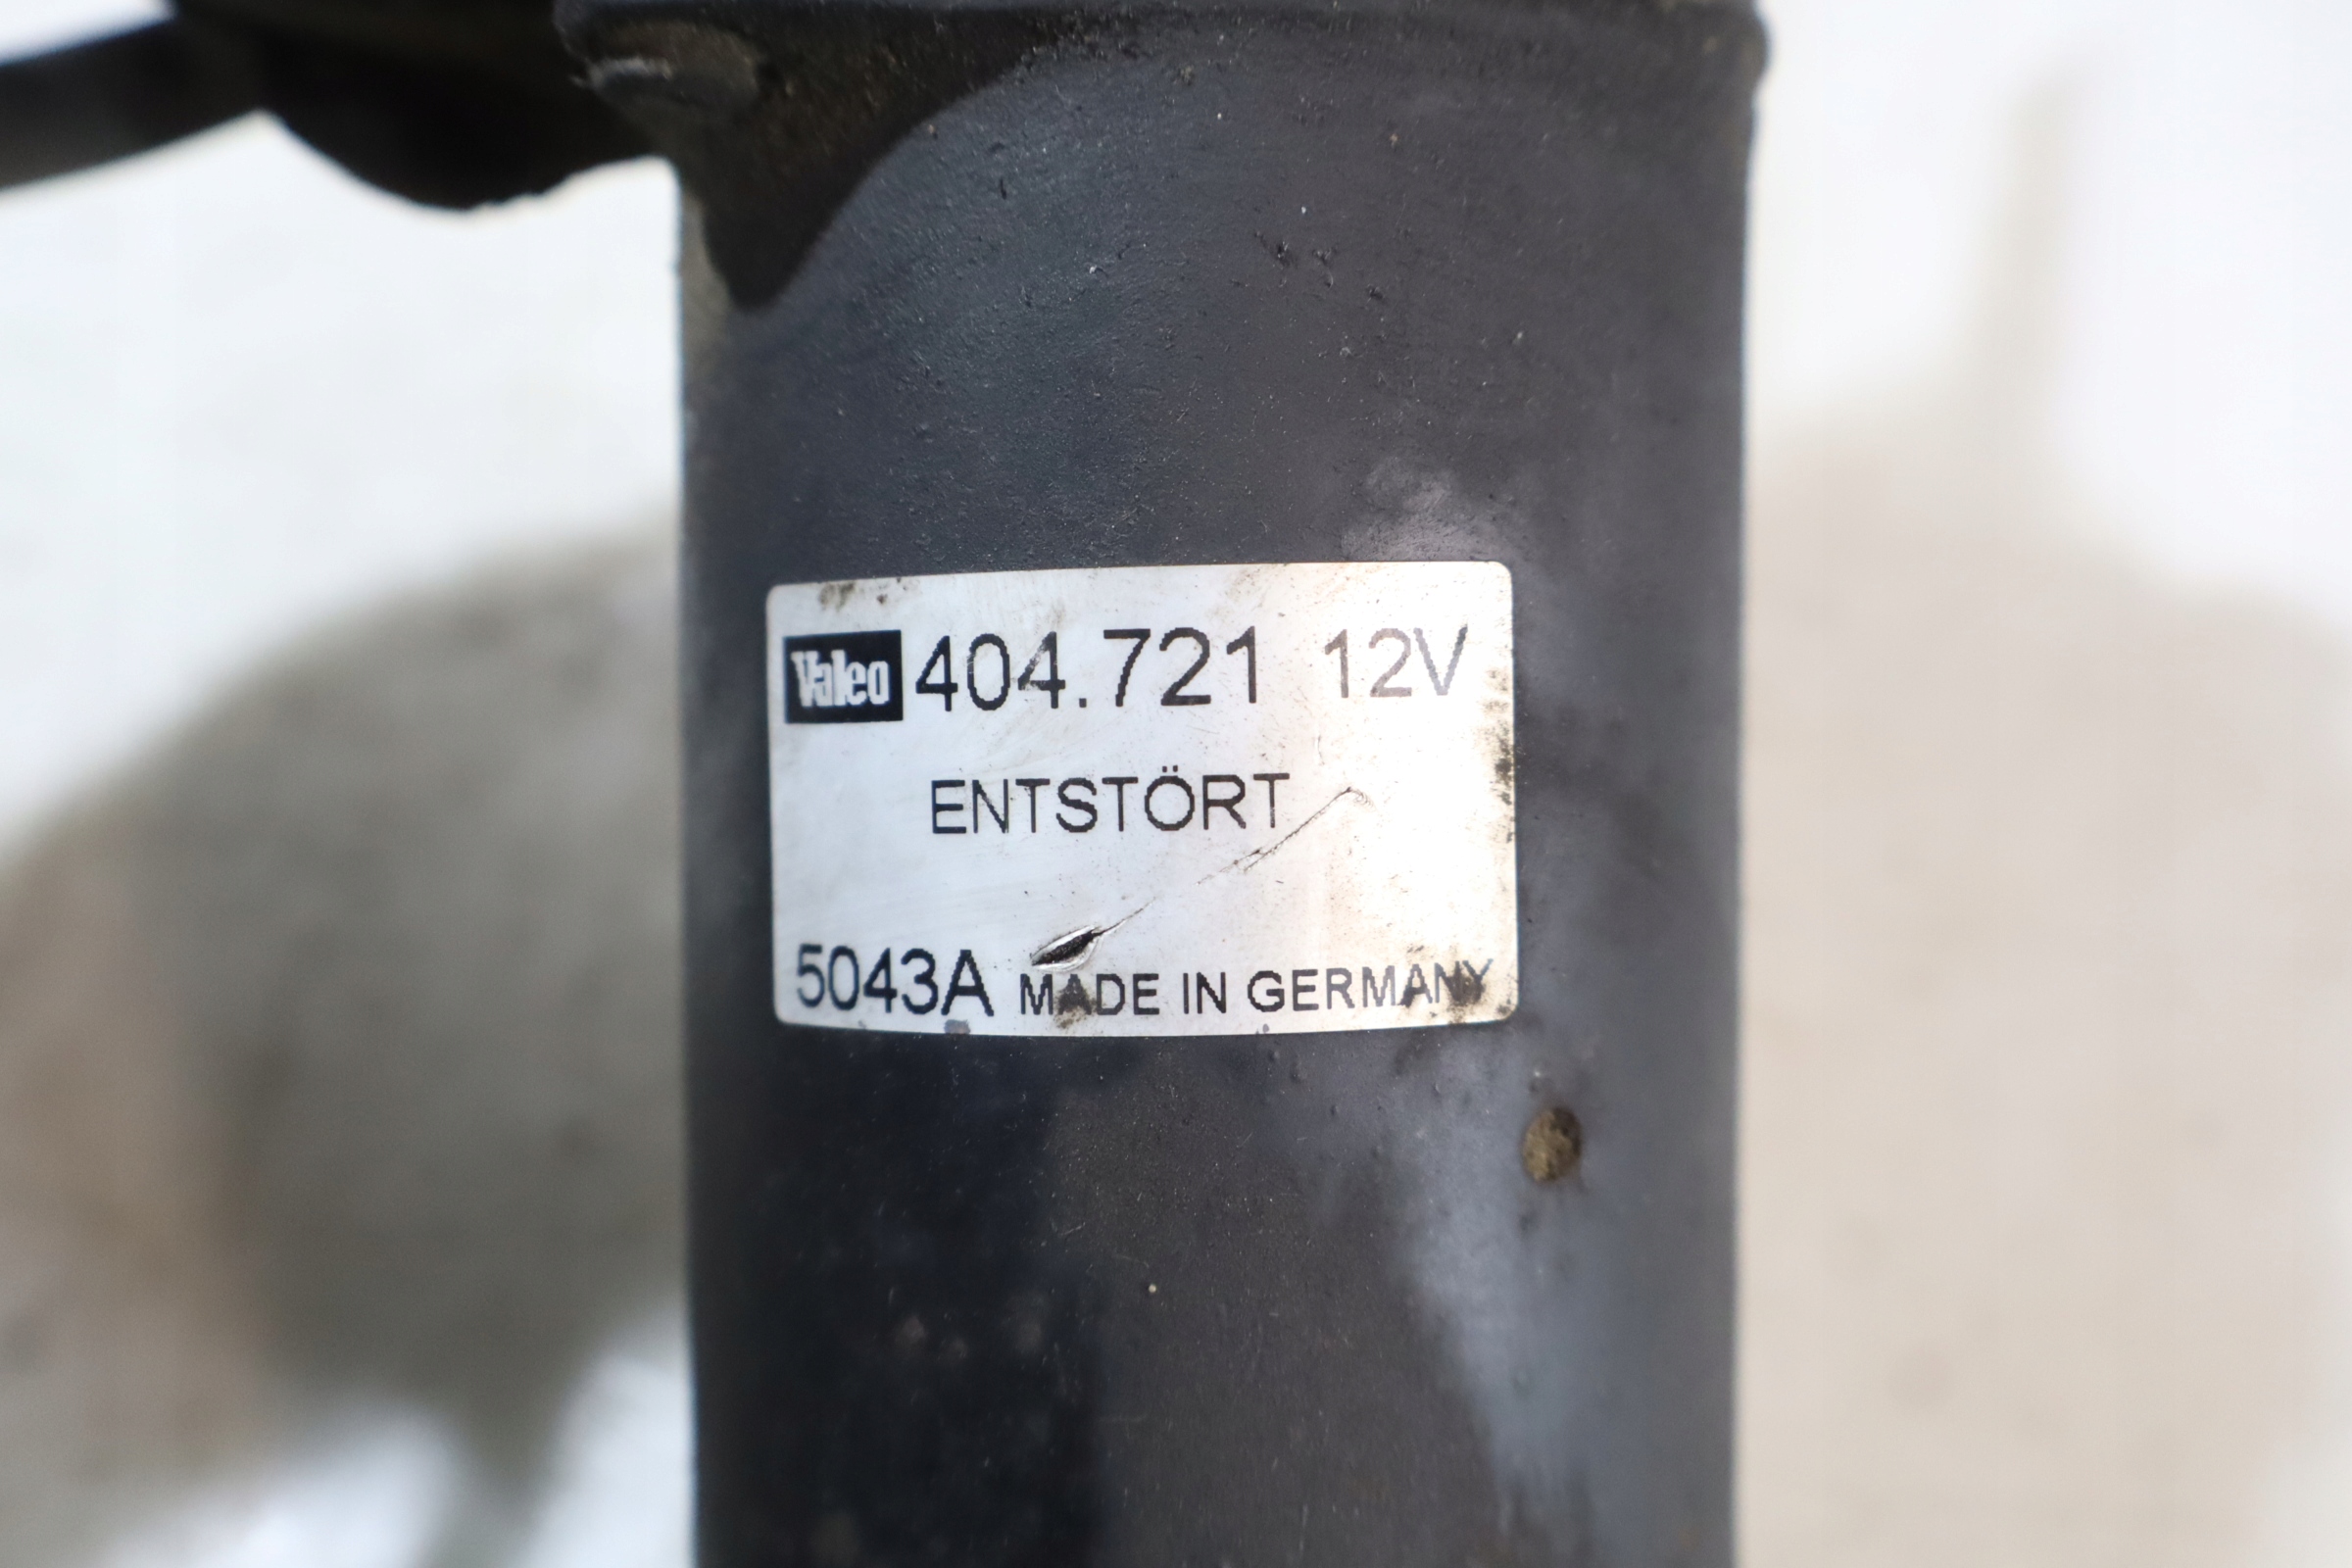 Valeo 404.721 12V
ENTSTÖRT
5043A MADE IN GERMANY